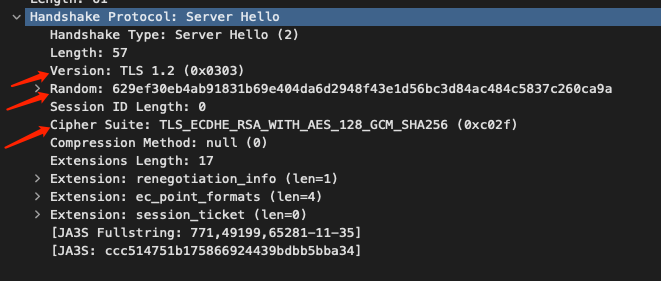 Handshake Protocol: Server Hello
Handshake Type: Server Hello (2)
Length: 57
Version: TLS 1.2 (0x0303)
Random: 629ef30eb4ab91831b69e404da6d2948f43e1d56bc3d84ac484c5837c260ca9a
Session ID Length: 0
Cipher Suite: TLS_ECDHE_RSA_WITH_AES_128_GCM_SHA256 (0xc02f)
Compression Method: null (0)
Extensions Length: 17
Extension: renegotiation_info (len=1)
Extension: ec_point_formats (len=4)
Extension: session_ticket (len=0)
[JA3S Fullstring: 771,49199,65281-11-35]
[JA3S: ccc514751b175866924439bdbb5bba34]